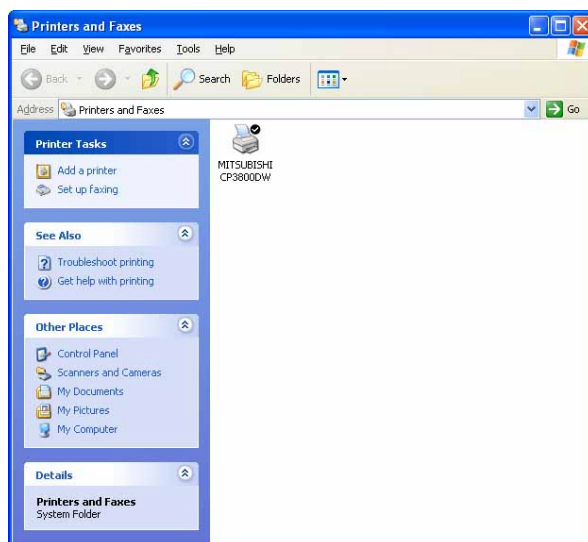 Printers and Faxes
File Edit View Favorites Tools Help
Back Search Folders
Address Printers and Faxes Go
Printer Tasks
Add a printer
Set up faxing
See Also
Troubleshoot printing
Get help with printing
Other Places
Control Panel
Scanners and Cameras
My Documents
My Pictures
My Computer
Details
Printers and Faxes
System Folder
MITSUBISHI
CP3800DW